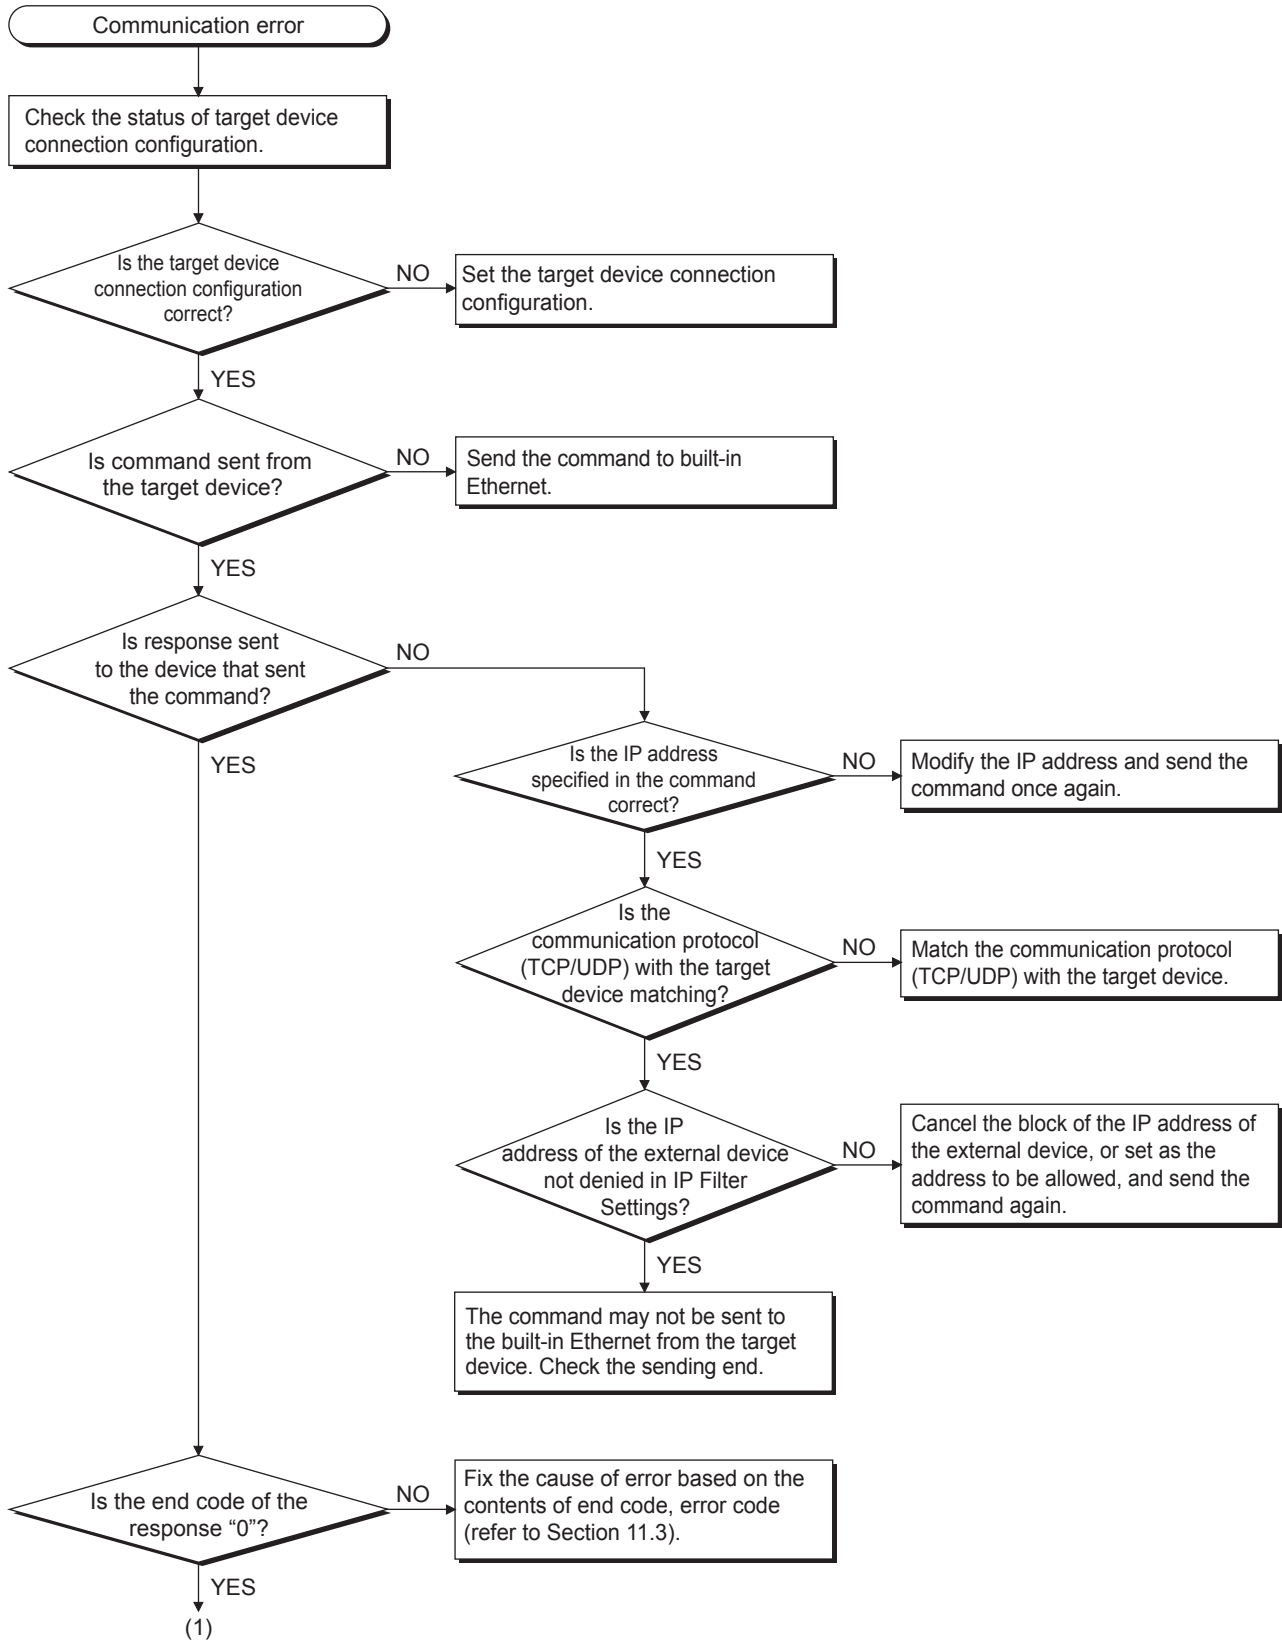 Communication error
Check the status of target device
connection configuration.
Is the target device
connection configuration
correct?
NO
Set the target device connection
configuration.
YES
Is command sent from
the target device?
NO
Send the command to built-in
Ethernet.
YES
Is response sent
to the device that sent
the command?
NO
YES
Is the IP address
specified in the command
correct?
NO
Modify the IP address and send the
command once again.
YES
Is the
communication protocol
(TCP/UDP) with the target
device matching?
NO
Match the communication protocol
(TCP/UDP) with the target device.
YES
Is the IP
address of the external device
not denied in IP Filter
Settings?
NO
Cancel the block of the IP address of
the external device, or set as the
address to be allowed, and send the
command again.
YES
The command may not be sent to
the built-in Ethernet from the target
device. Check the sending end.
Is the end code of the
response “0”?
NO
Fix the cause of error based on the
contents of end code, error code
(refer to Section 11.3).
YES
(1)